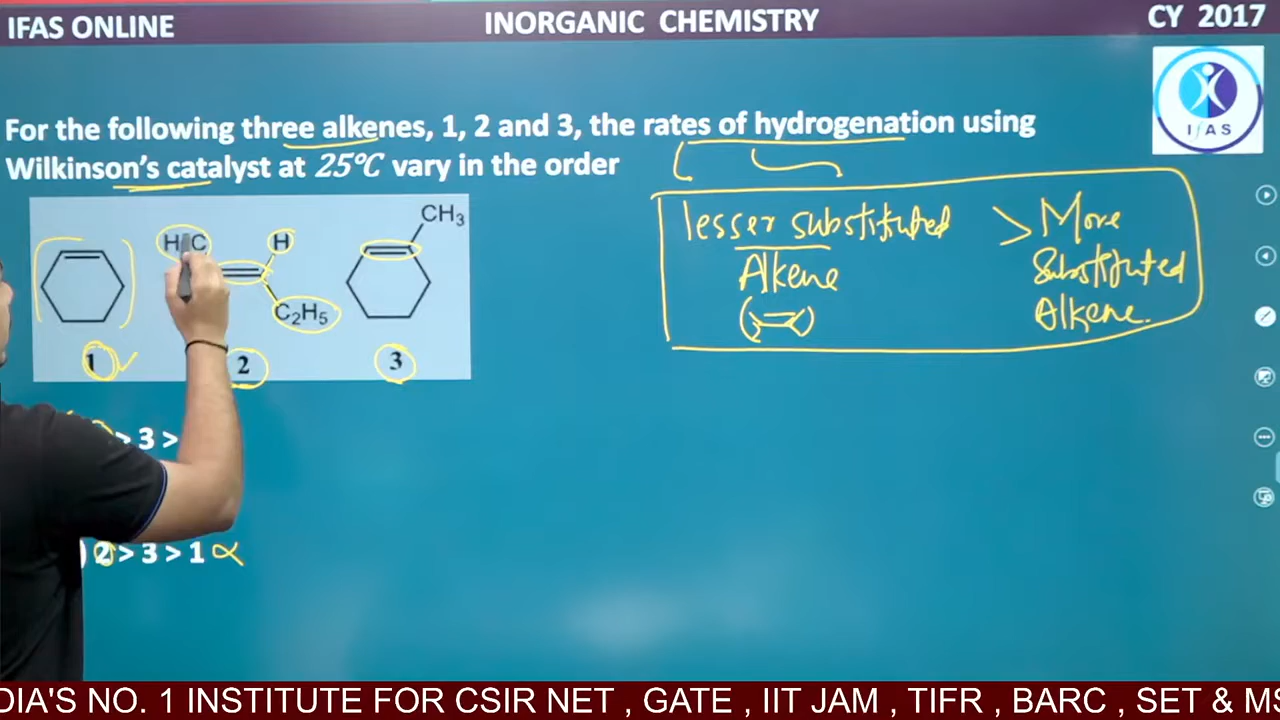 IFAS ONLINE
INORGANIC CHEMISTRY
CY 2017
IfAS
For the following three alkenes, 1, 2 and 3, the rates of hydrogenation using
Wilkinson's catalyst at 25°C vary in the order
CH₃
H C
H
C₂H₅
1
2
3
lesser substituted > More
Alkene Substituted
Alkene.
> 3 >
) 2 > 3 > 1
DIA'S NO. 1 INSTITUTE FOR CSIR NET , GATE , IIT JAM , TIFR , BARC , SET & MS